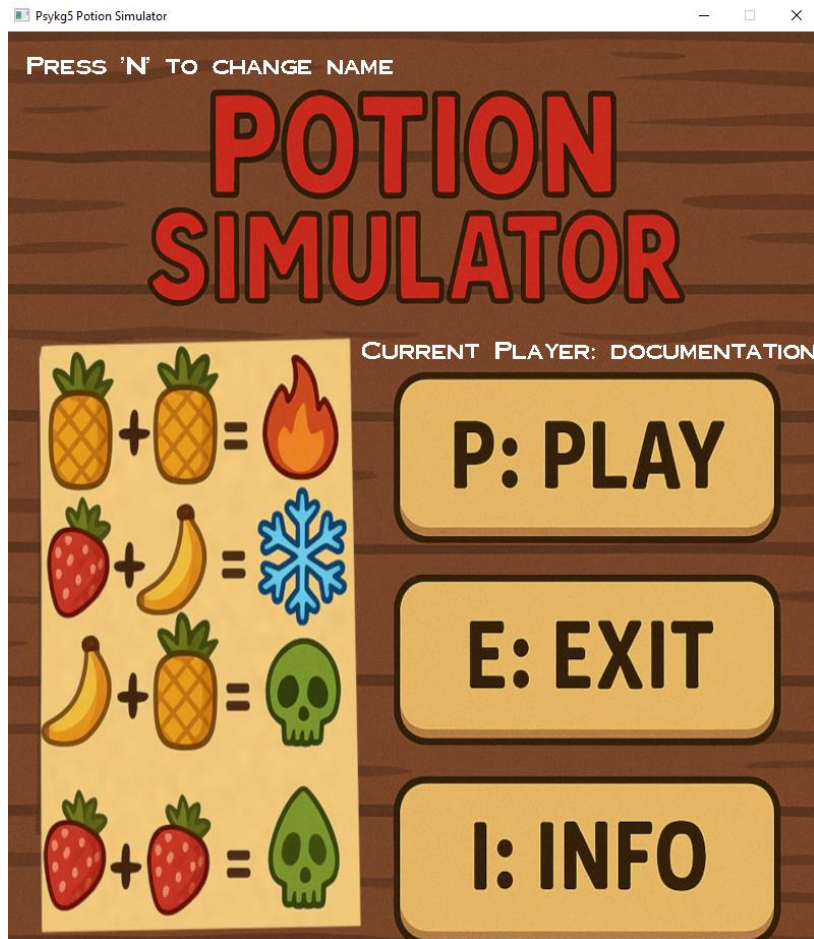 Psykg5 Potion Simulator
PRESS 'N' TO CHANGE NAME
POTION
SIMULATOR
CURRENT PLAYER: DOCUMENTATION
+ =
P: PLAY
+ =
E: EXIT
+ =
I: INFO
+ =